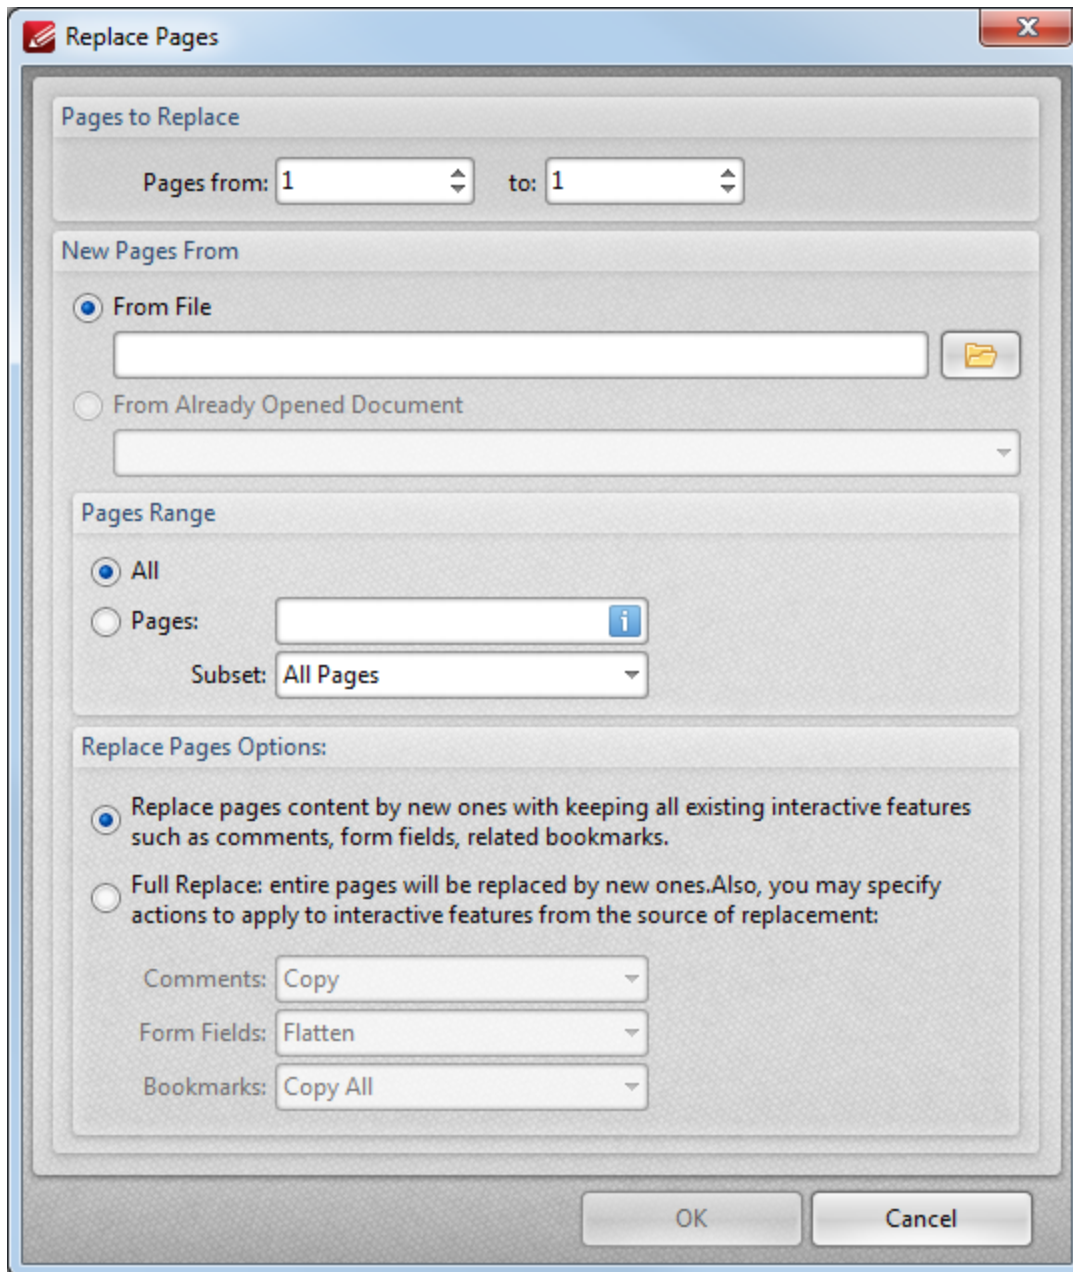 Replace Pages
Pages to Replace
Pages from: 1 to: 1
New Pages From
From File
From Already Opened Document
Pages Range
All
Pages: i
Subset: All Pages
Replace Pages Options:
Replace pages content by new ones with keeping all existing interactive features
such as comments, form fields, related bookmarks.
Full Replace: entire pages will be replaced by new ones.Also, you may specify
actions to apply to interactive features from the source of replacement:
Comments: Copy
Form Fields: Flatten
Bookmarks: Copy All
OK Cancel